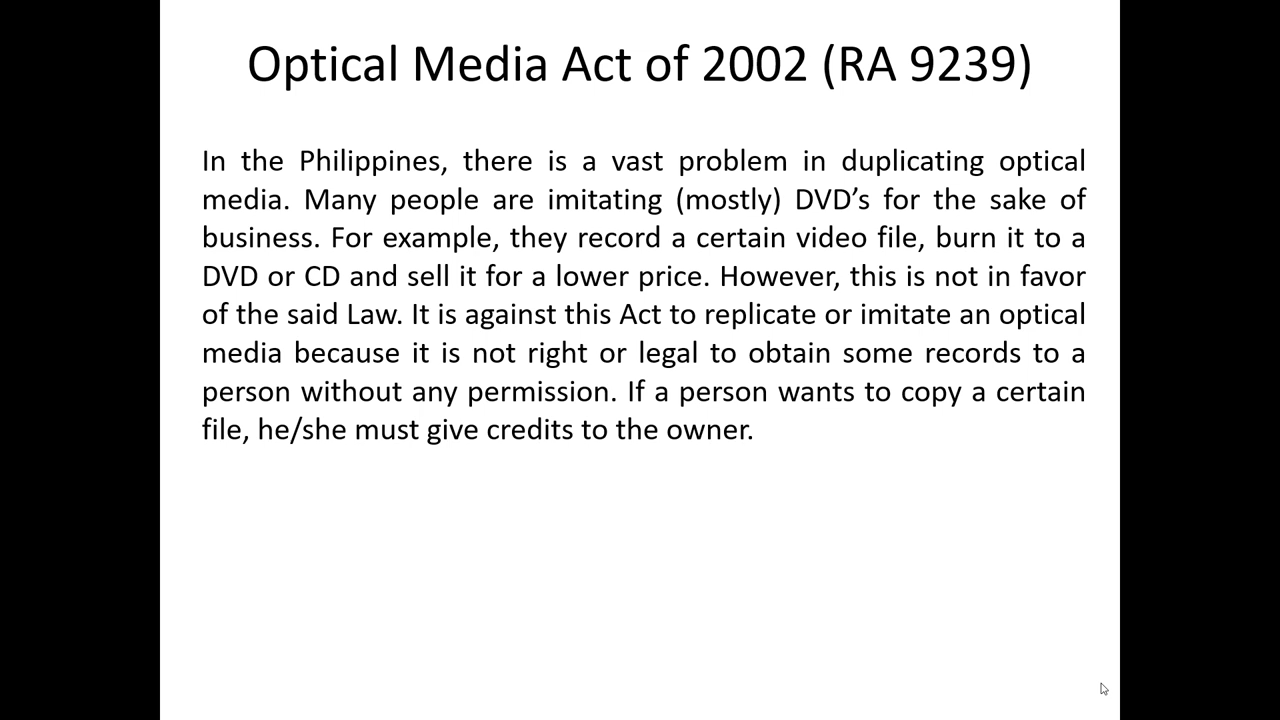 Optical Media Act of 2002 (RA 9239)
In the Philippines, there is a vast problem in duplicating optical
media. Many people are imitating (mostly) DVD’s for the sake of
business. For example, they record a certain video file, burn it to a
DVD or CD and sell it for a lower price. However, this is not in favor
of the said Law. It is against this Act to replicate or imitate an optical
media because it is not right or legal to obtain some records to a
person without any permission. If a person wants to copy a certain
file, he/she must give credits to the owner.